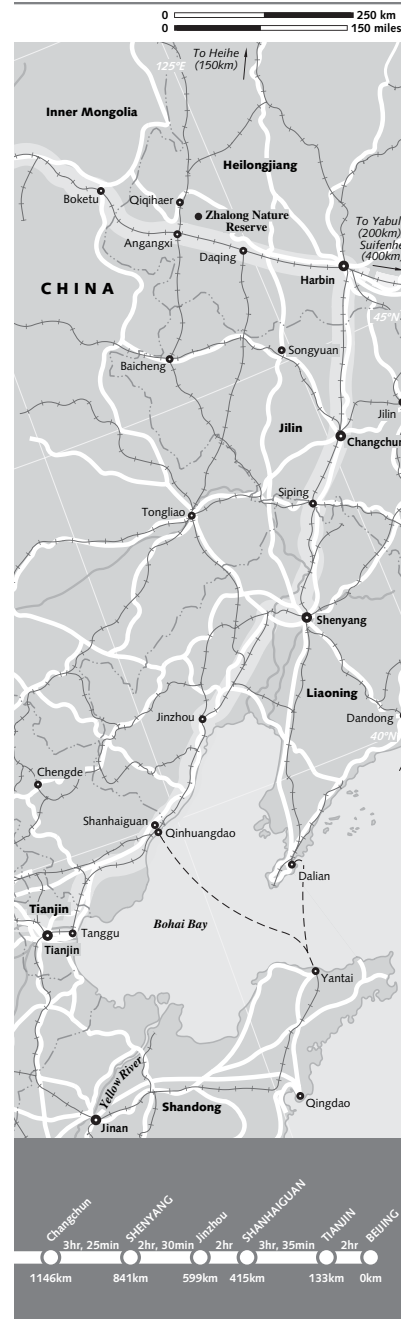 0 250 km
0 150 miles
To Heihe
(150km)
125°E
Inner Mongolia
Heilongjiang
Boketu
Qiqihaer
Zhalong Nature
Reserve
Angangxi
Daqing
To Yabul
(200km)
Suifenhe
(400km)
Harbin
CHINA
45°N
Songyuan
Baicheng
Jilin
Jilin
Changchun
Siping
Tongliao
Shenyang
Liaoning
Jinzhou
Dandong
40°N
Chengde
Shanhaiguan
Qinhuangdao
Dalian
Tianjin
Bohai Bay
Tanggu
Tianjin
Yantai
Yellow River
Shandong
Qingdao
Jinan
Changchun SHENYANG Jinzhou SHANHAIGUAN TIANJIN BEIJING
3hr, 25min 2hr, 30min 2hr 3hr, 35min 2hr
1146km 841km 599km 415km 133km 0km